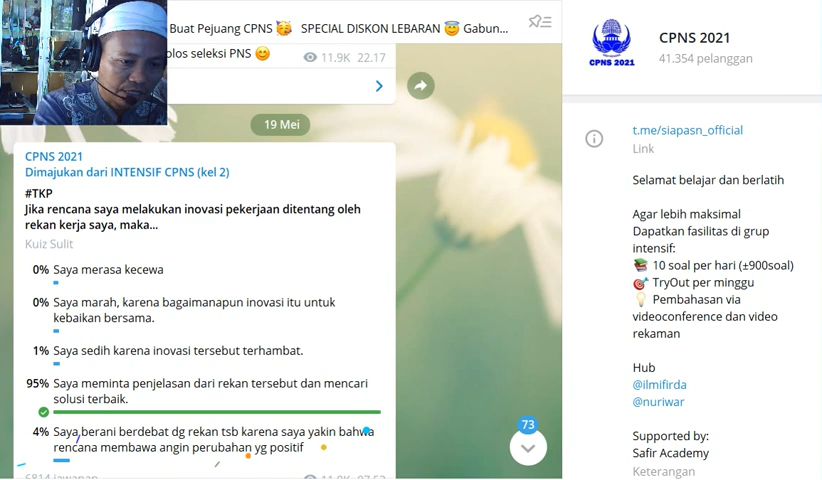 Buat Pejuang CPNS 🥳 SPECIAL DISKON LEBARAN 😇 Gabun...
olos seleksi PNS 😊
11.9K 22.17
19 Mei
CPNS 2021
Dimajukan dari INTENSIF CPNS (kel 2)
#TKP
Jika rencana saya melakukan inovasi pekerjaan ditentang oleh
rekan kerja saya, maka...
Kuiz Sulit
0% Saya merasa kecewa
0% Saya marah, karena bagaimanapun inovasi itu untuk
kebaikan bersama.
1% Saya sedih karena inovasi tersebut terhambat.
95% Saya meminta penjelasan dari rekan tersebut dan mencari
solusi terbaik.
4% Saya berani berdebat dg rekan tsb karena saya yakin bahwa
rencana membawa angin perubahan yg positif
6814 jawapan
73
CPNS 2021
CPNS 2021
41.354 pelanggan
t.me/siapasn_official
Link
Selamat belajar dan berlatih
Agar lebih maksimal
Dapatkan fasilitas di grup
intensif:
📚 10 soal per hari (±900soal)
🎯 TryOut per minggu
💡 Pembahasan via
videoconference dan video
rekaman
Hub
@ilmifirda
@nuriwar
Supported by:
Safir Academy
Keterangan